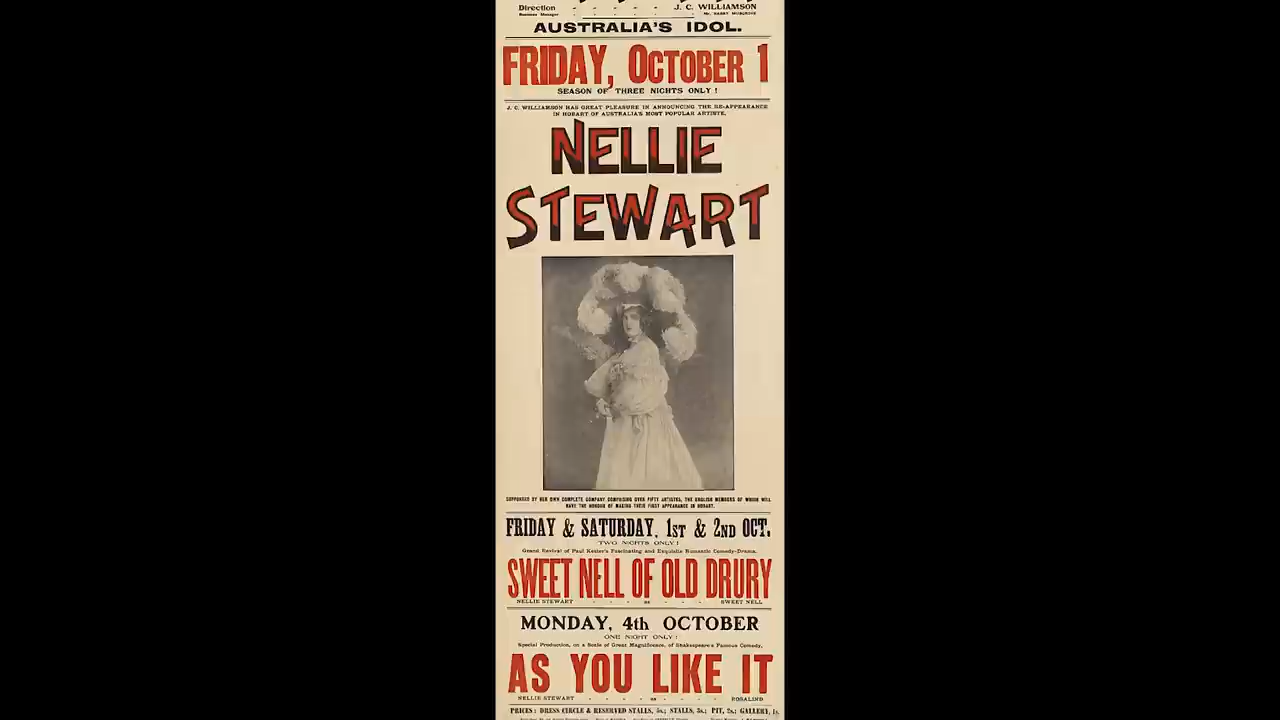 Direction - - - - - J. C. WILLIAMSON
Business Manager - - - - - Mr. HARRY MUSGROVE
AUSTRALIA'S IDOL.
FRIDAY, OCTOBER 1
SEASON OF THREE NIGHTS ONLY !
J. C. WILLIAMSON HAS GREAT PLEASURE IN ANNOUNCING THE RE-APPEARANCE
IN HOBART OF AUSTRALIA'S MOST POPULAR ARTISTE,
NELLIE
STEWART
SUPPORTED BY HER OWN COMPLETE COMPANY COMPRISING OVER FIFTY ARTISTES, THE ENGLISH MEMBERS OF WHICH WILL
HAVE THE HONOUR OF MAKING THEIR FIRST APPEARANCE IN HOBART.
FRIDAY & SATURDAY, 1ST & 2ND OCT.
TWO NIGHTS ONLY !
Grand Revival of Paul Kester's Fascinating and Exquisite Romantic Comedy-Drama,
SWEET NELL OF OLD DRURY
NELLIE STEWART - - - - as - - - - SWEET NELL
MONDAY, 4th OCTOBER
ONE NIGHT ONLY !
Special Production, on a Scale of Great Magnificence, of Shakespeare's Famous Comedy,
AS YOU LIKE IT
NELLIE STEWART - - - - as - - - - ROSALIND
PRICES : DRESS CIRCLE & RESERVED STALLS, 5s.; STALLS, 3s.; PIT, 2s.; GALLERY, 1s.